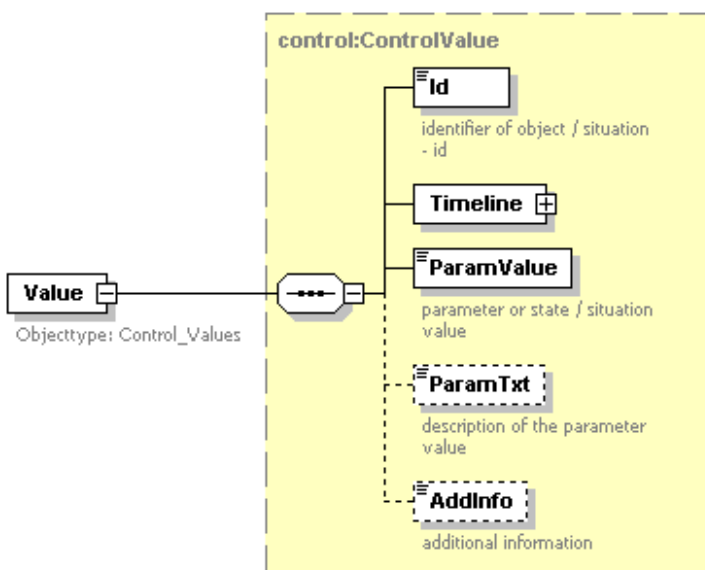 control:ControlValue
Id
identifier of object / situation
- id
Timeline
Value
Objecttype: Control_Values
ParamValue
parameter or state / situation
value
ParamTxt
description of the parameter
value
AddInfo
additional information